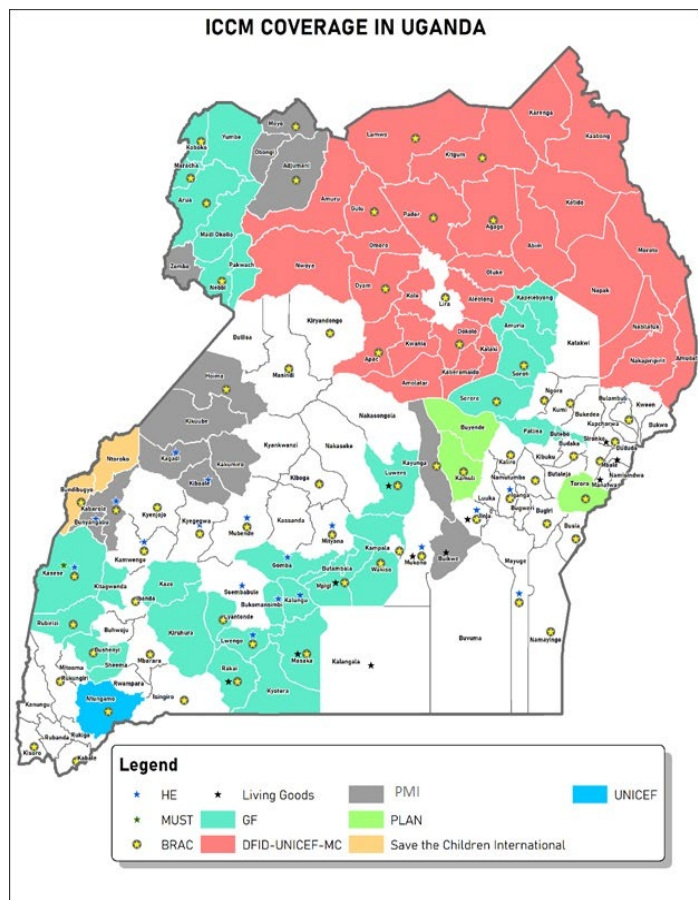 ICCM COVERAGE IN UGANDA
Moyo
Yumbe
Koboko
Obongi
Adjumani
Maracha
Arua
Madi Okollo
Zombo
Pakwach
Nebbi
Lamwo
Karenga
Kaabong
Kitgum
Amuru
Gulu
Pader
Agago
Kotido
Abim
Moroto
Nwoya
Omoro
Otuke
Napak
Oyam
Kole
Lira
Alebtong
Kapelebyong
Nabilatuk
Nakapiripirit
Amudat
Kiryandongo
Buliisa
Kwania
Dokolo
Amuria
Katakwi
Apac
Kalaki
Kaberamaido
Soroti
Masindi
Amolatar
Serere
Ngora
Kumi
Bulambuli
Kween
Bukedea
Kapchorwa
Bukwo
Hoima
Kikuube
Nakasongola
Buyende
Pallisa
Butebo
Sironko
Bududa
Kyankwanzi
Nakaseke
Kayunga
Kaliro
Kibuku
Budaka
Mbale
Namisindwa
Manafwa
Ntoroko
Kagadi
Kakumiro
Luwero
Kamuli
Namutumba
Butaleja
Tororo
Kibaale
Kiboga
Luuka
Iganga
Bugweri
Bugiri
Busia
Bundibugyo
Kabarole
Bunyangabu
Kyenjojo
Kyegegwa
Mubende
Kassanda
Mityana
Kampala
Wakiso
Mukono
Buikwe
Jinja
Mayuge
Kasese
Kamwenge
Kitagwenda
Kazo
Gomba
Butambala
Mpigi
Ssembabule
Bukomansimbi
Kalungu
Rubirizi
Ibanda
Buhweju
Kiruhura
Lyantonde
Lwengo
Masaka
Kalangala
Buvuma
Namayingo
Bushenyi
Sheema
Mbarara
Rakai
Kyotera
Mitooma
Rukungiri
Rwampara
Isingiro
Kanungu
Ntungamo
Rubanda
Rukiga
Kisoro
Kabale
Legend
HE
Living Goods
PMI
UNICEF
MUST
GF
PLAN
BRAC
DFID-UNICEF-MC
Save the Children International